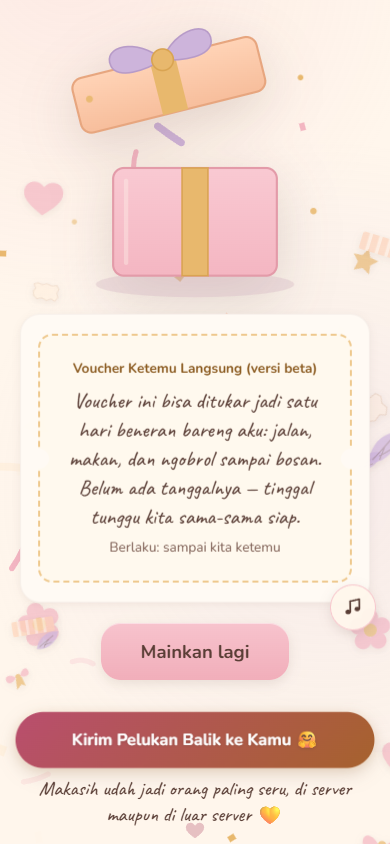 Voucher Ketemu Langsung (versi beta)
Voucher ini bisa ditukar jadi satu
hari beneran bareng aku: jalan,
makan, dan ngobrol sampai bosan.
Belum ada tanggalnya — tinggal
tunggu kita sama-sama siap.
Berlaku: sampai kita ketemu
Mainkan lagi
Kirim Pelukan Balik ke Kamu 🤗
Makasih udah jadi orang paling seru, di server
maupun di luar server 💛